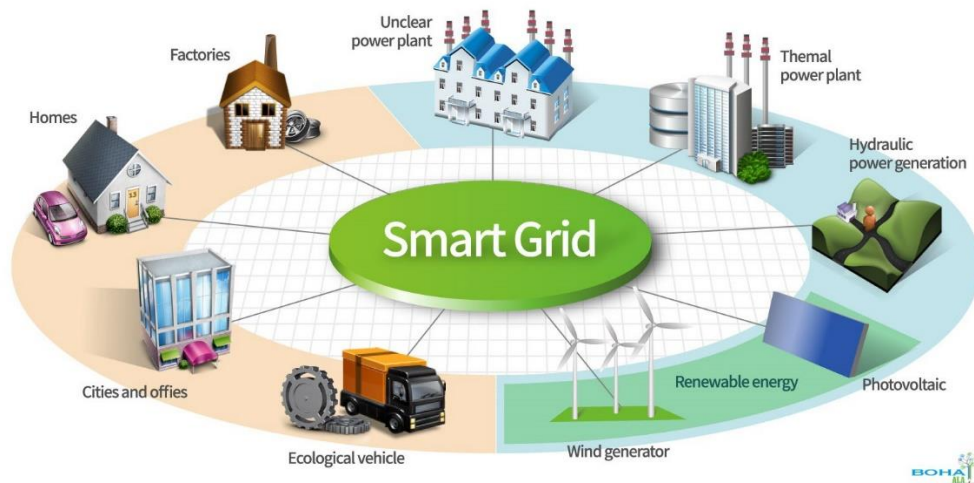 Unclear
power plant
Factories
Themal
power plant
Homes
Hydraulic
power generation
Smart Grid
Renewable energy
Photovoltaic
Cities and offies
Wind generator
Ecological vehicle
BOHA
ALA